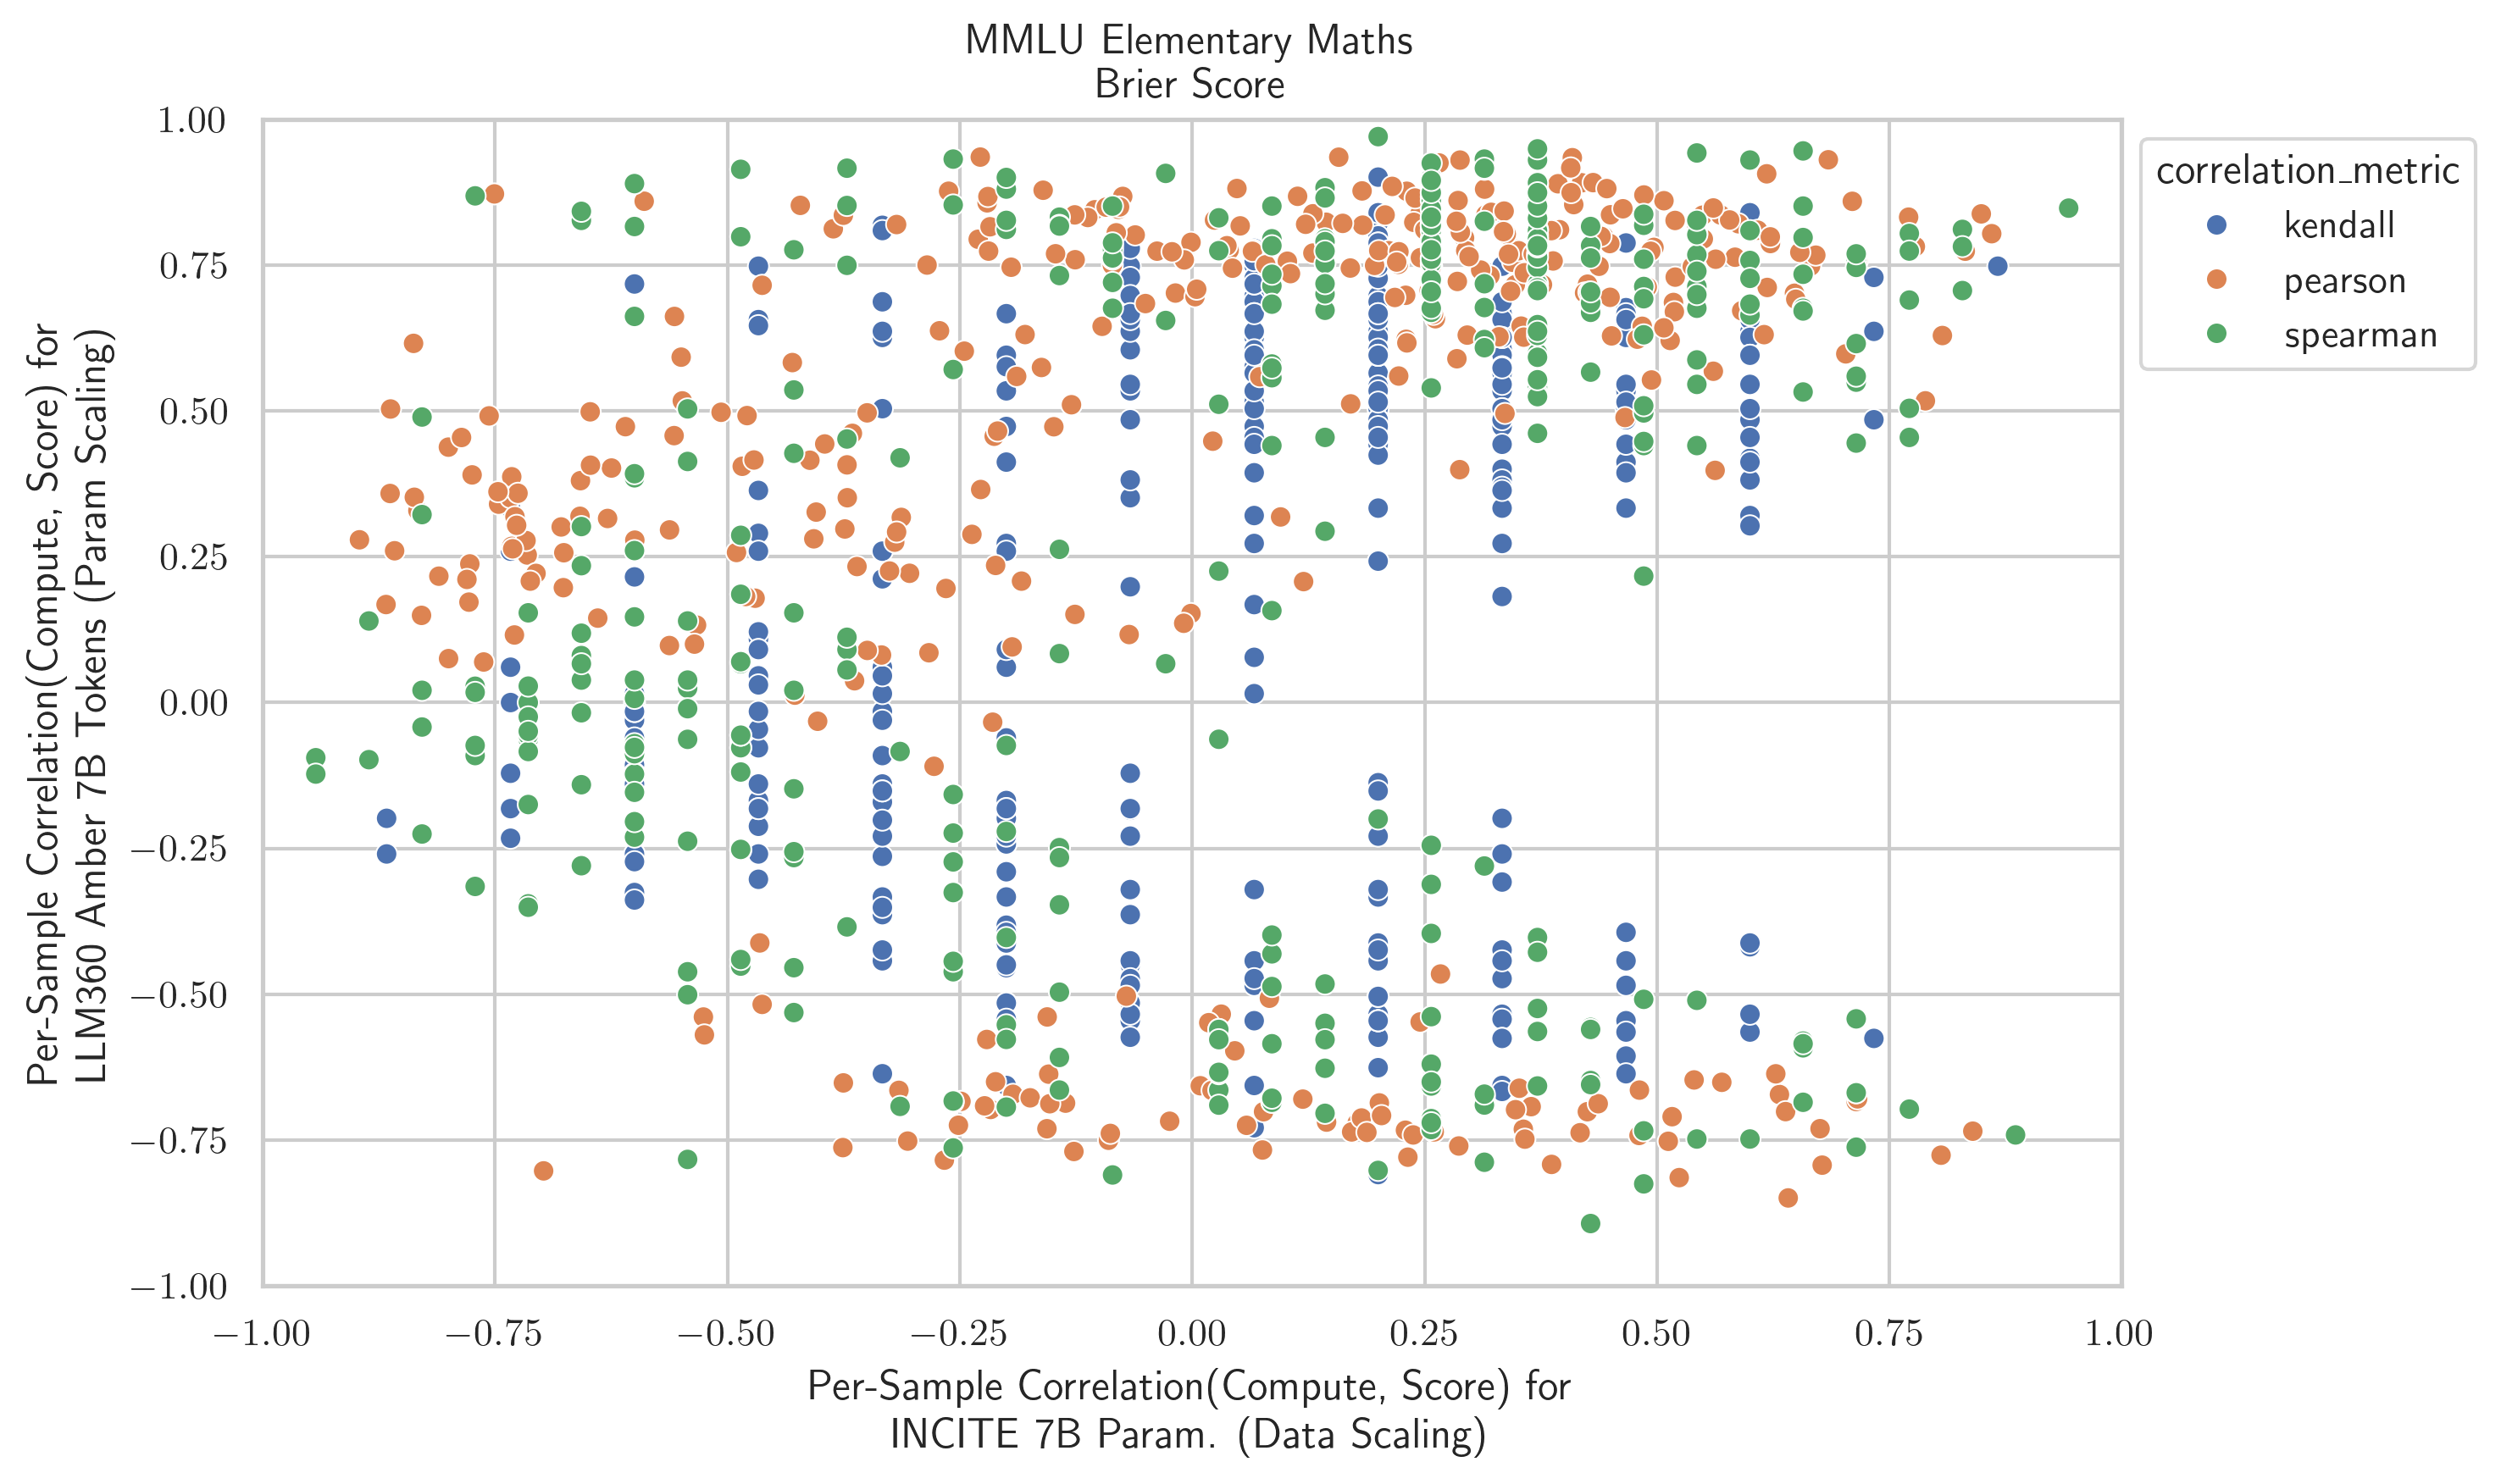 MMLU Elementary Maths
Brier Score
Per-Sample Correlation(Compute, Score) for
LLM360 Amber 7B Tokens (Param Scaling)
1.00
0.75
0.50
0.25
0.00
−0.25
−0.50
−0.75
−1.00
−1.00 −0.75 −0.50 −0.25 0.00 0.25 0.50 0.75 1.00
Per-Sample Correlation(Compute, Score) for
INCITE 7B Param. (Data Scaling)
correlation_metric
kendall
pearson
spearman